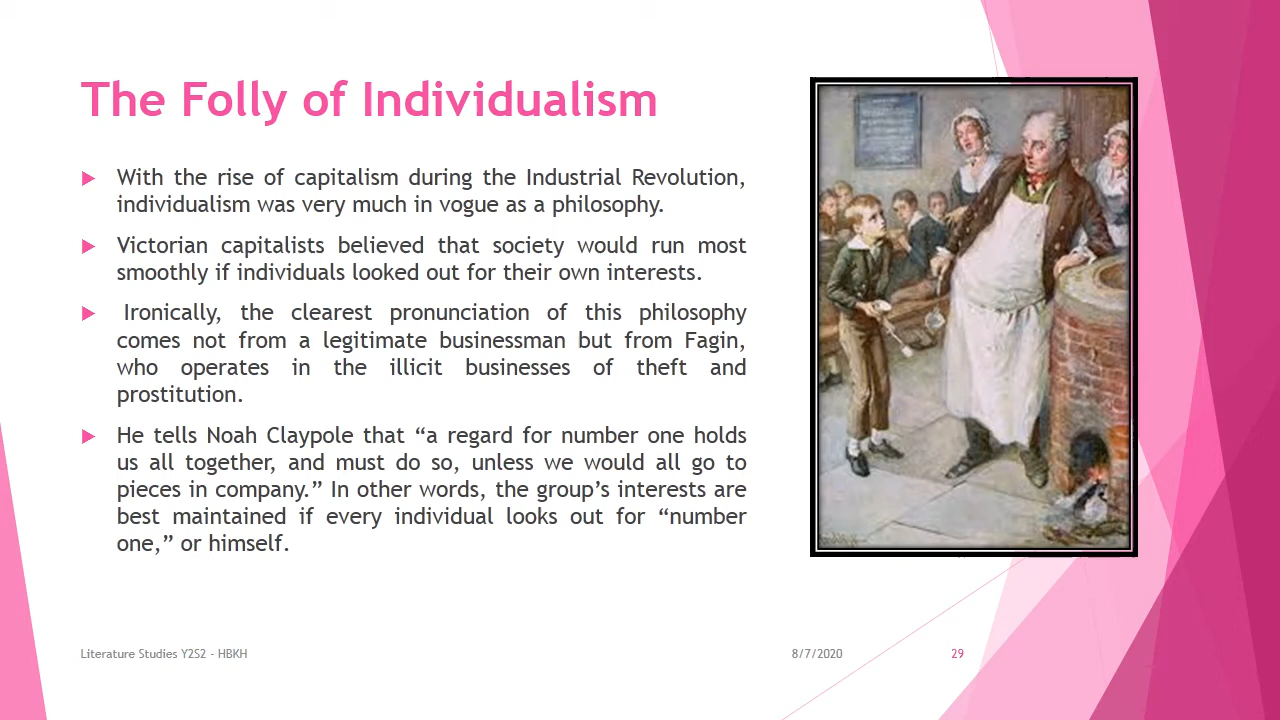 The Folly of Individualism
With the rise of capitalism during the Industrial Revolution,
individualism was very much in vogue as a philosophy.
Victorian capitalists believed that society would run most
smoothly if individuals looked out for their own interests.
Ironically, the clearest pronunciation of this philosophy
comes not from a legitimate businessman but from Fagin,
who operates in the illicit businesses of theft and
prostitution.
He tells Noah Claypole that “a regard for number one holds
us all together, and must do so, unless we would all go to
pieces in company.” In other words, the group’s interests are
best maintained if every individual looks out for “number
one,” or himself.
Literature Studies Y2S2 - HBKH
8/7/2020
29